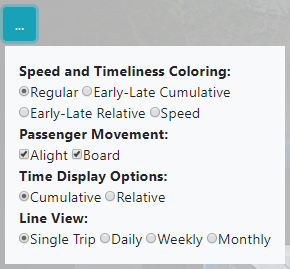 ...
Speed and Timeliness Coloring:
Regular Early-Late Cumulative
Early-Late Relative Speed
Passenger Movement:
Alight Board
Time Display Options:
Cumulative Relative
Line View:
Single Trip Daily Weekly Monthly